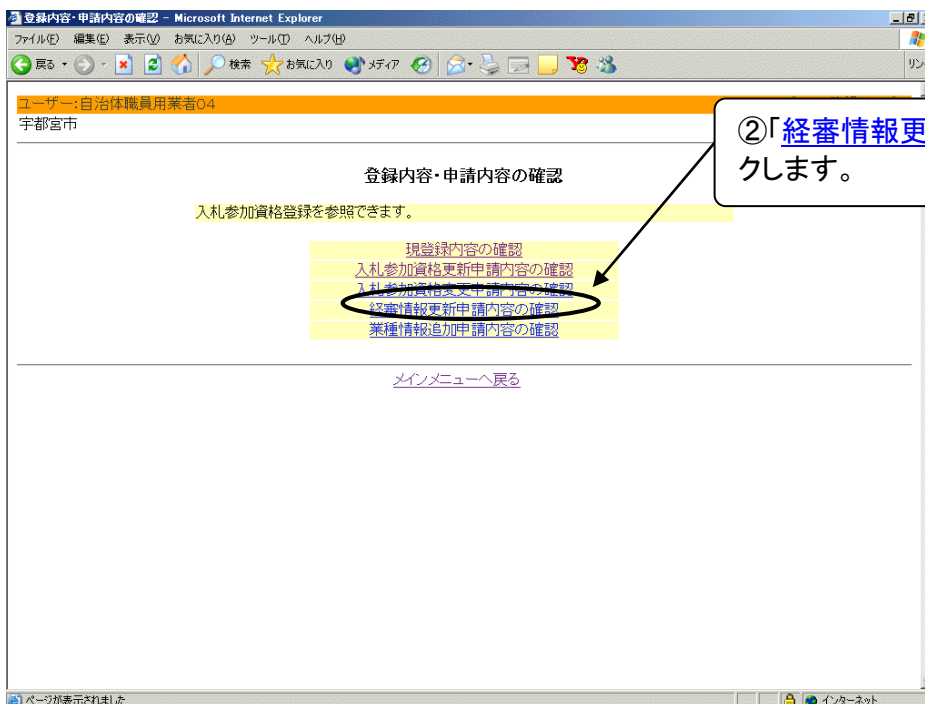 登録内容・申請内容の確認 - Microsoft Internet Explorer
ファイル(F) 編集(E) 表示(V) お気に入り(A) ツール(T) ヘルプ(H)
戻る 検索 お気に入り メディア
ユーザー:自治体職員用業者04
宇都宮市
②「経審情報更
クします。
登録内容・申請内容の確認
入札参加資格登録を参照できます。
現登録内容の確認
入札参加資格更新申請内容の確認
入札参加資格変更申請内容の確認
経審情報更新申請内容の確認
業種情報追加申請内容の確認
メインメニューへ戻る
ページが表示されました インターネット